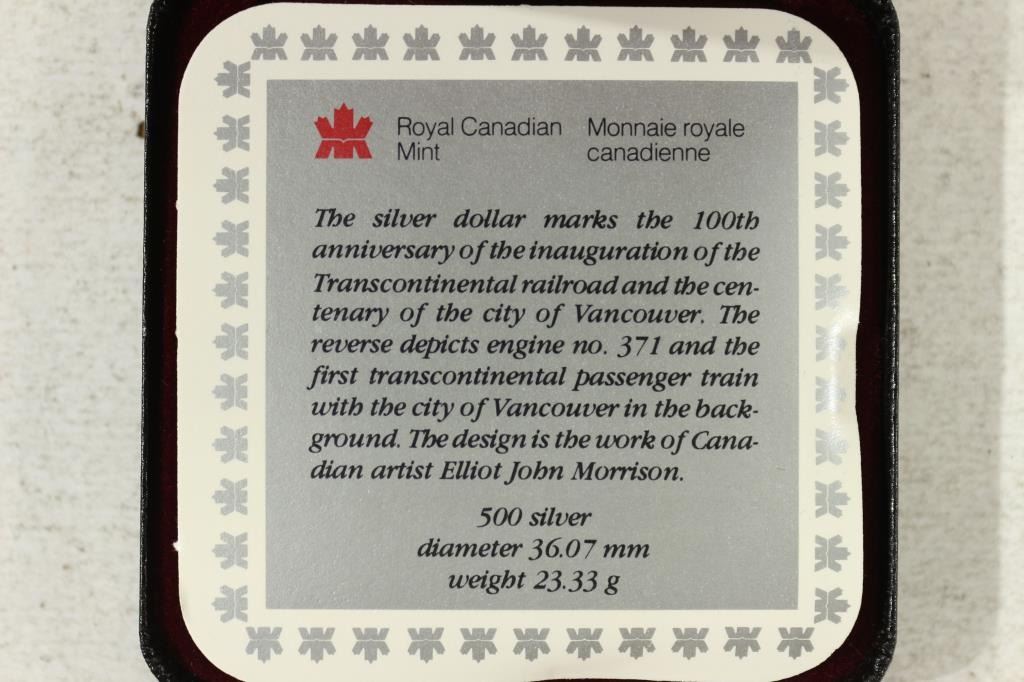 Royal Canadian Mint
Monnaie royale canadienne
The silver dollar marks the 100th
anniversary of the inauguration of the
Transcontinental railroad and the cen-
tenary of the city of Vancouver. The
reverse depicts engine no. 371 and the
first transcontinental passenger train
with the city of Vancouver in the back-
ground. The design is the work of Cana-
dian artist Elliot John Morrison.
500 silver
diameter 36.07 mm
weight 23.33 g